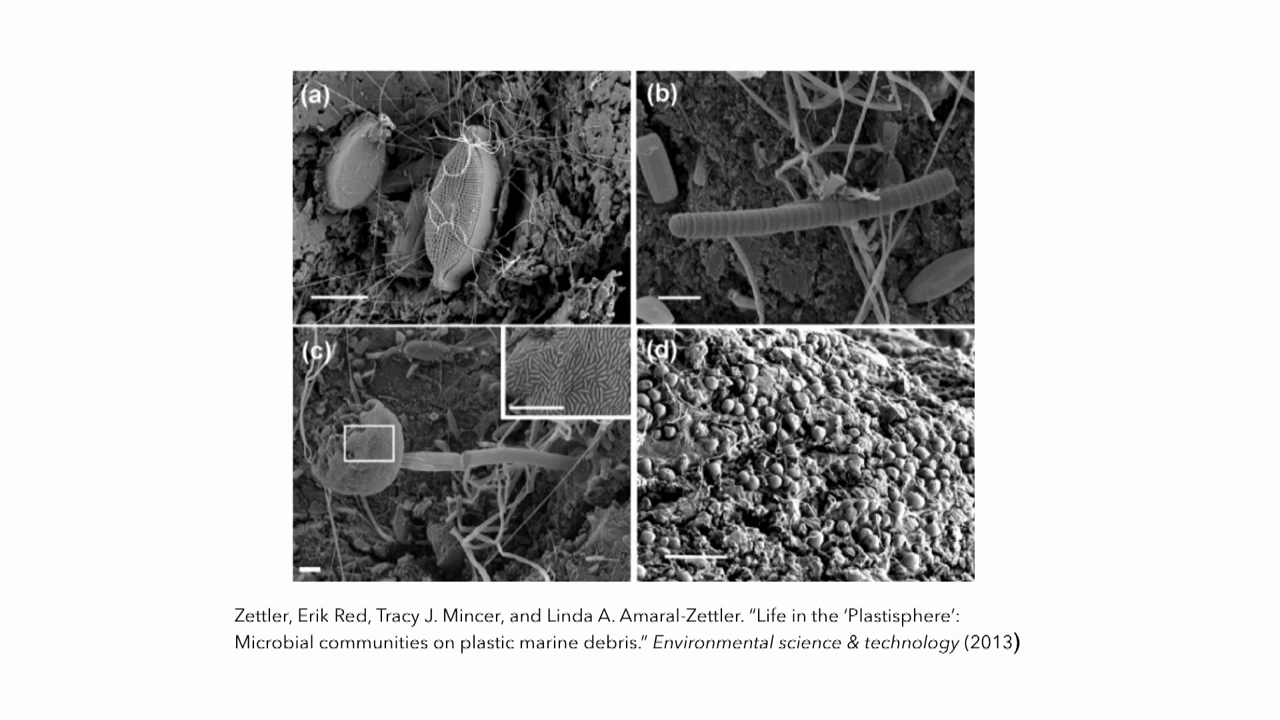 (a)
(b)
(c)
(d)
Zettler, Erik Red, Tracy J. Mincer, and Linda A. Amaral-Zettler. “Life in the ‘Plastisphere’:
Microbial communities on plastic marine debris.” Environmental science & technology (2013)